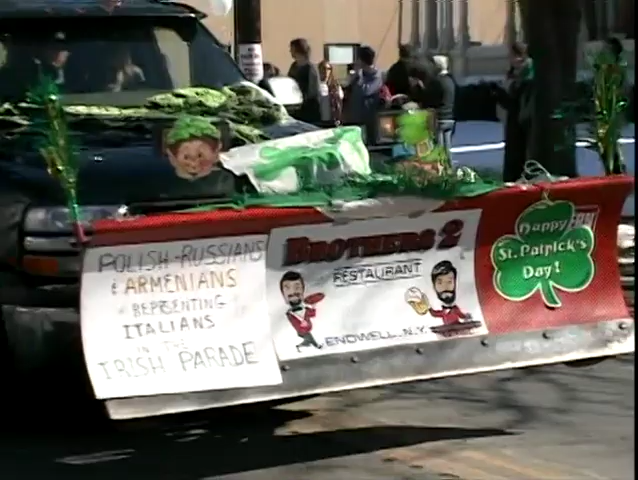 POLISH-RUSSIANS
& ARMENIANS
REPRESENTING
ITALIANS
IN THE
IRISH PARADE
BROTHERS 2
RESTAURANT
ENDWELL, N.Y.
Happy
St. Patrick's
Day!